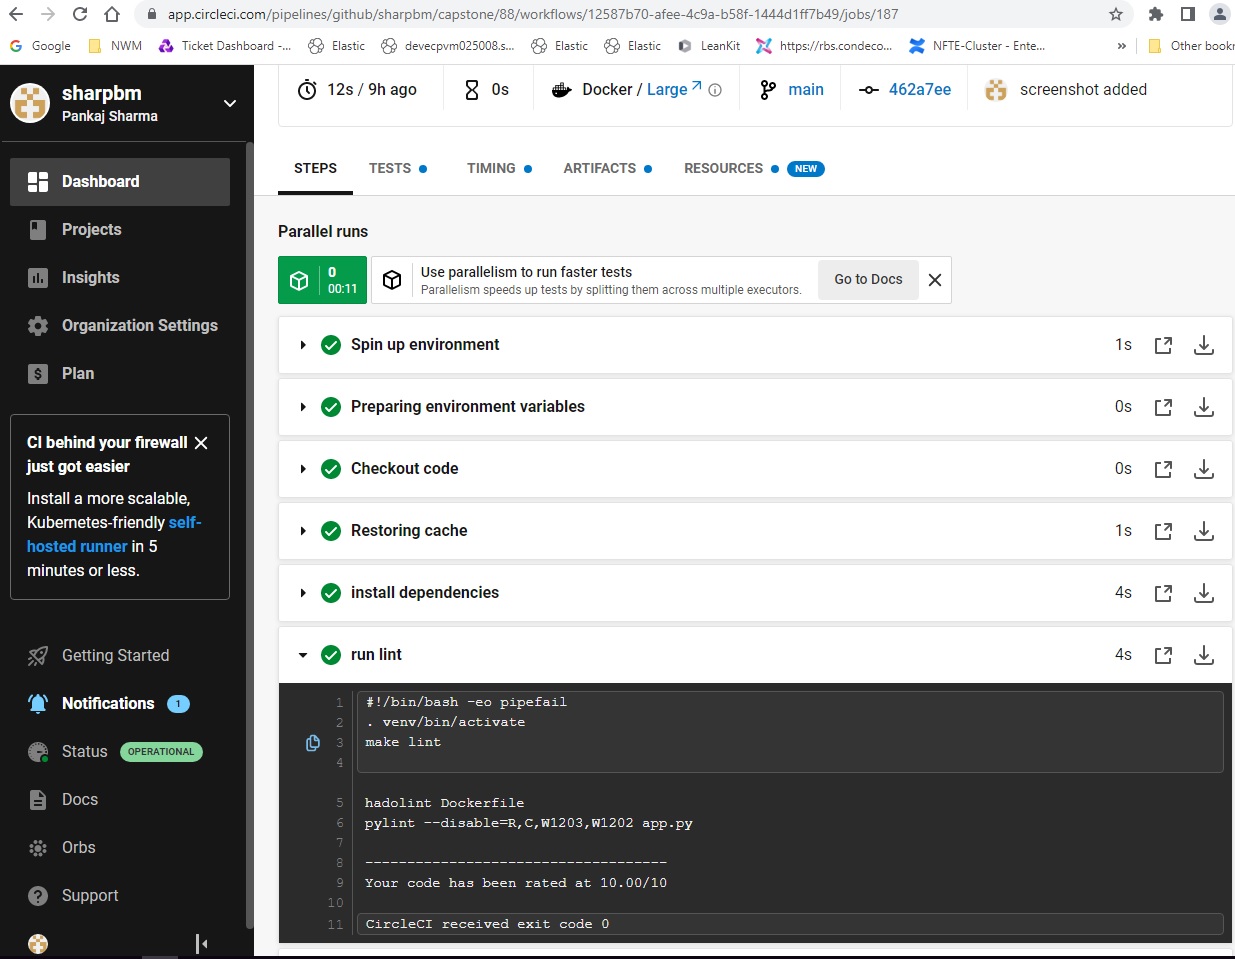 app.circleci.com/pipelines/github/sharpbm/capstone/88/workflows/12587b70-afee-4c9a-b58f-1444d1ff7b49/jobs/187
Google NWM Ticket Dashboard -... Elastic devecpvm025008.s... Elastic Elastic LeanKit https://rbs.condeco... NFTE-Cluster - Ente... » Other bookr
sharpbm
Pankaj Sharma
Dashboard
Projects
Insights
Organization Settings
Plan
CI behind your firewall
just got easier
Install a more scalable,
Kubernetes-friendly self-
hosted runner in 5
minutes or less.
Getting Started
Notifications 1
Status OPERATIONAL
Docs
Orbs
Support
12s / 9h ago 0s Docker / Large main 462a7ee screenshot added
STEPS TESTS TIMING ARTIFACTS RESOURCES NEW
Parallel runs
0
00:11
Use parallelism to run faster tests
Parallelism speeds up tests by splitting them across multiple executors.
Go to Docs
Spin up environment 1s
Preparing environment variables 0s
Checkout code 0s
Restoring cache 1s
install dependencies 4s
run lint 4s
1 #!/bin/bash -eo pipefail
2 . venv/bin/activate
3 make lint
4
5 hadolint Dockerfile
6 pylint --disable=R,C,W1203,W1202 app.py
7
8 ------------------------------------
9 Your code has been rated at 10.00/10
10
11 CircleCI received exit code 0